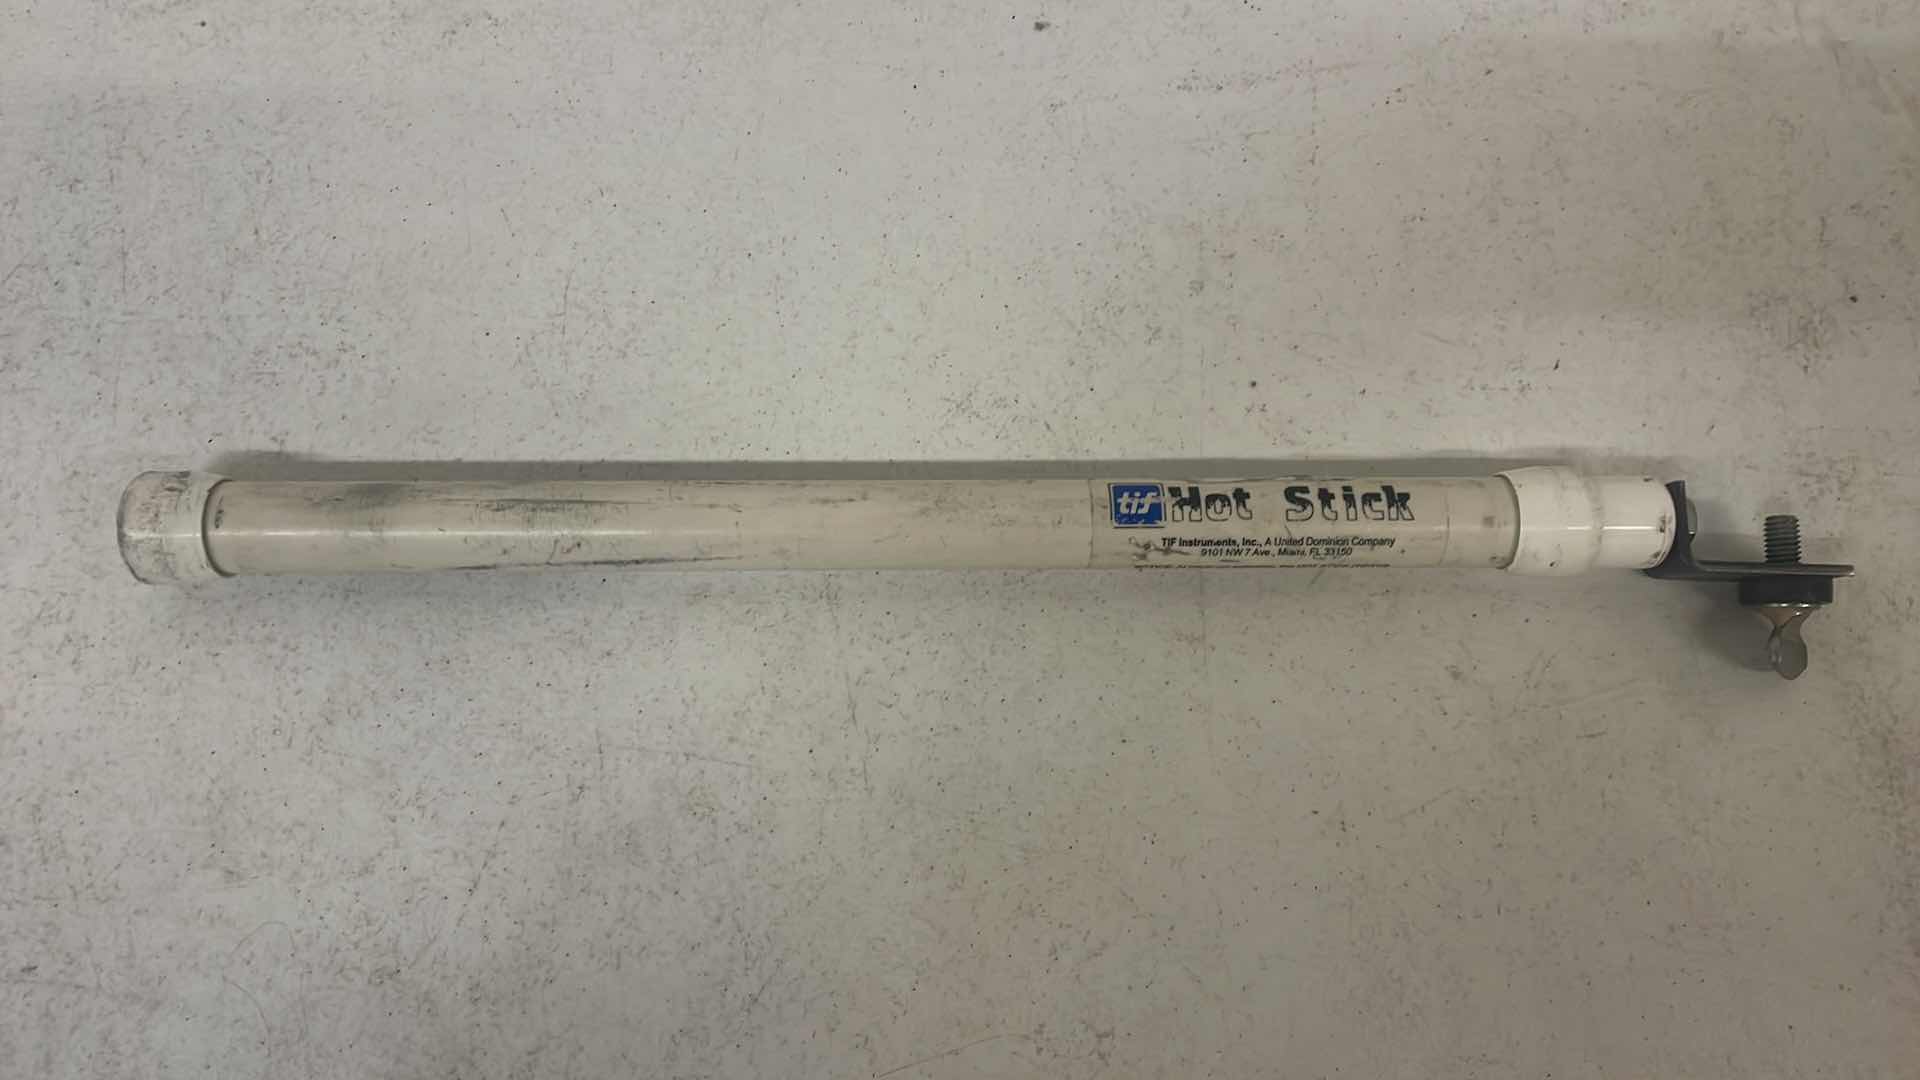 tif Hot Stick
TIF Instruments, Inc., A United Dominion Company
9101 NW 7 Ave., Miami, FL 33150